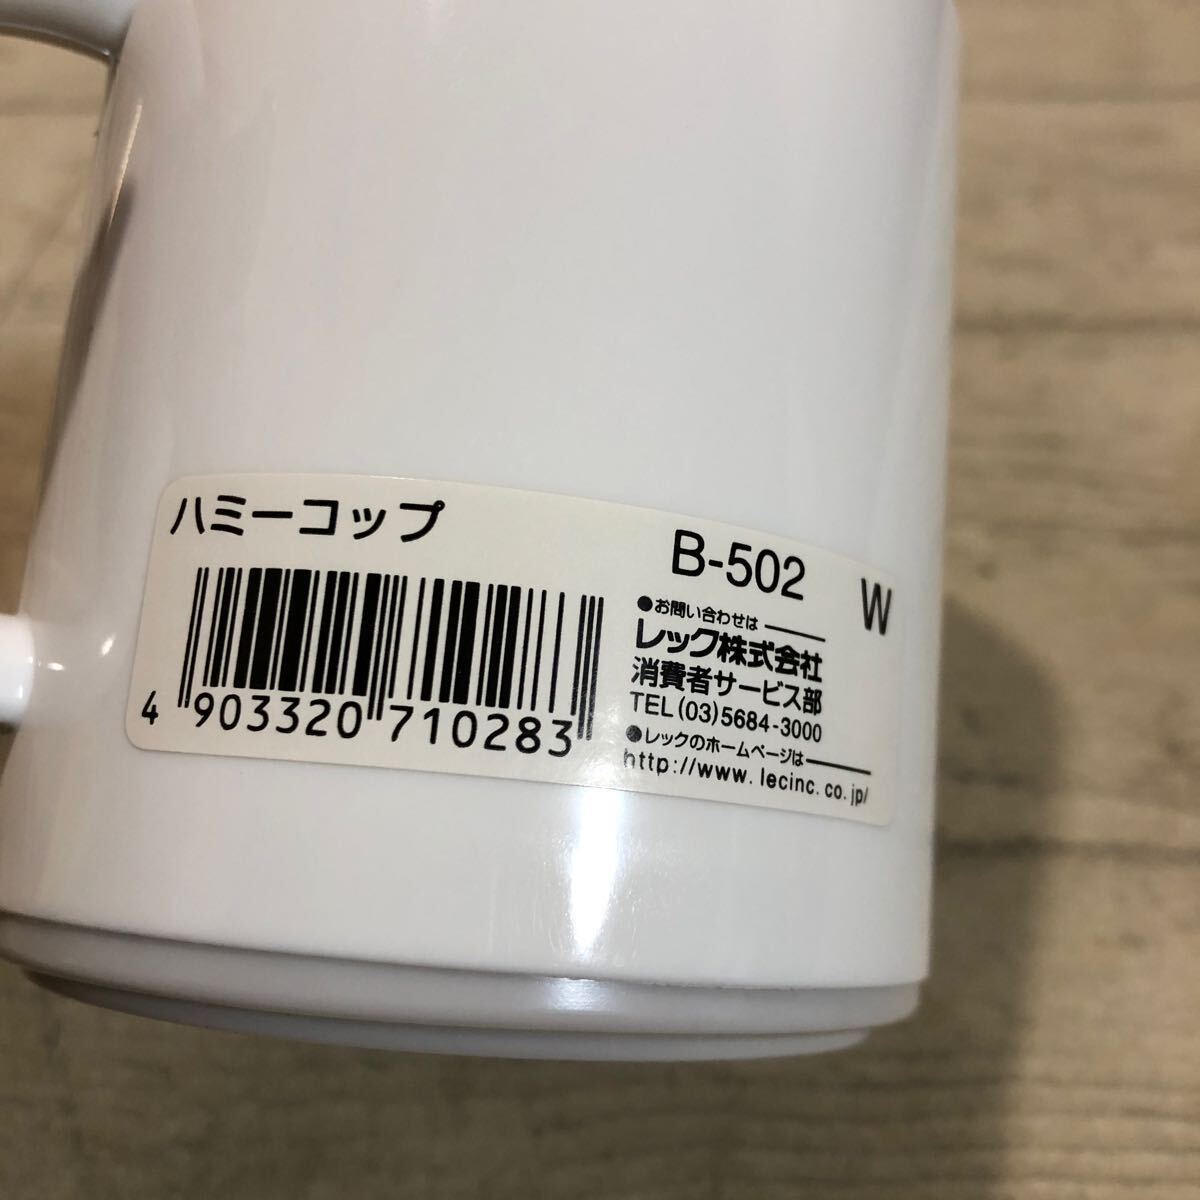 ハミーコップ
B-502 W
4 903320 710283
●お問い合わせは
レック株式会社
消費者サービス部
TEL(03)5684-3000
●レックのホームページは
http://www.lecinc.co.jp/